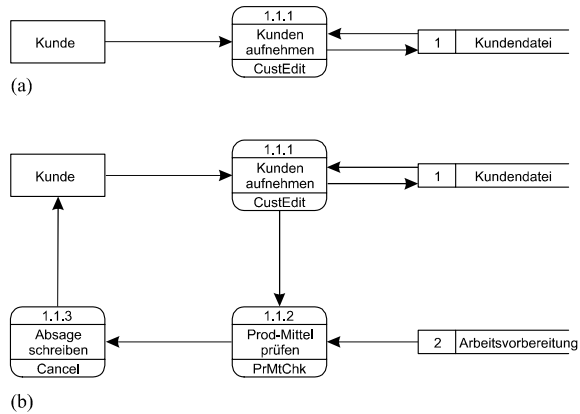 1.1.1
Kunde
Kunden
aufnehmen
CustEdit
1 Kundendatei
(a)
1.1.1
Kunde
Kunden
aufnehmen
CustEdit
1 Kundendatei
1.1.3
Absage
schreiben
Cancel
1.1.2
Prod-Mittel
prüfen
PrMtChk
2 Arbeitsvorbereitung
(b)